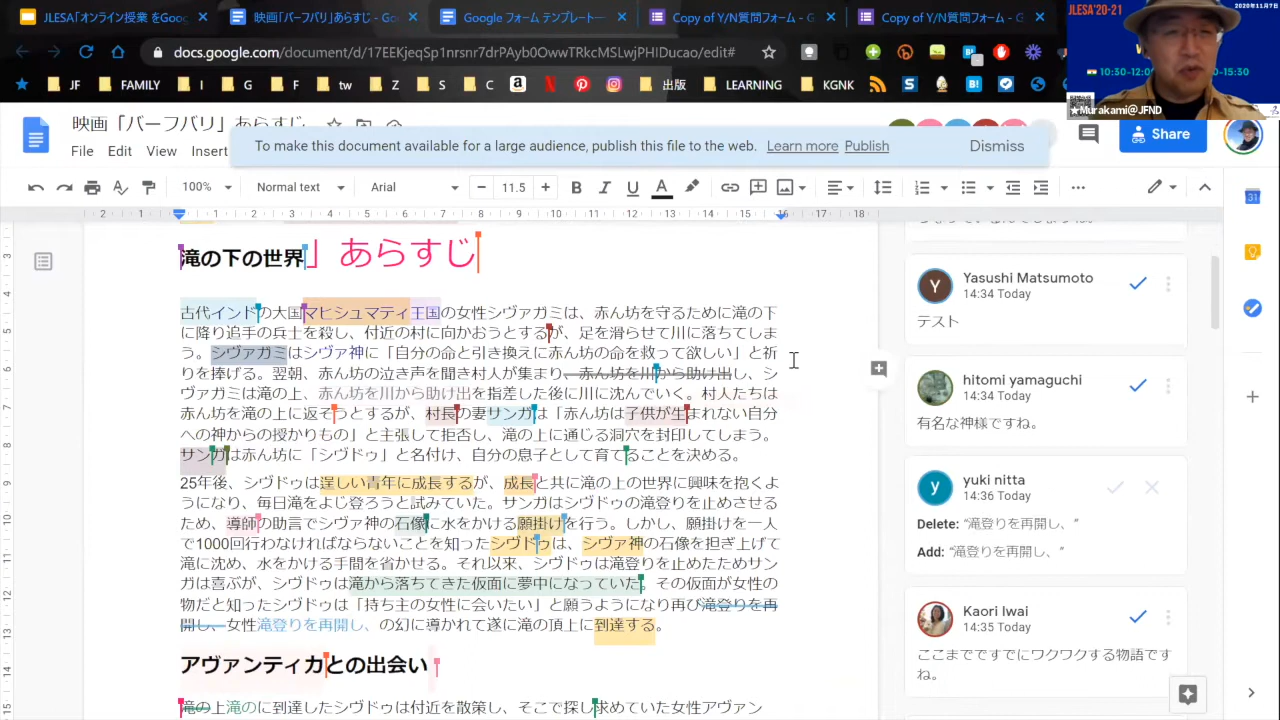 JLESA「オンライン授業 &をGoo
映画「バーフバリ」あらすじ - Go
Google フォーム テンプレート一
Copy of Y/N質問フォーム - G
Copy of Y/N質問フォーム - G
JLESA'20-21
2020年11月7日
docs.google.com/document/d/17EEKjeqSp1nrsnr7drPAyb0OwwTRkcMSLwjPHIDucao/edit#
10:30-12:00
-15:30
JF
FAMILY
I
G
F
tw
Z
S
C
出版
LEARNING
KGNK
★Murakami@JFND
映画「バーフバリ」あらすじ
File Edit View Insert
To make this document available for a large audience, publish this file to the web. Learn more Publish Dismiss
Share
100% Normal text Arial 11.5
2 1 1 2 3 4 5 6 7 8 9 10 11 12 13 14 15 16 17 18
滝の下の世界」あらすじ
古代インドの大国マヒシュマティ王国の女性シヴァガミは、赤ん坊を守るために滝の下
に降り追手の兵士を殺し、付近の村に向かおうとするが、足を滑らせて川に落ちてしま
う。シヴァガミはシヴァ神に「自分の命と引き換えに赤ん坊の命を救って欲しい」と祈
りを捧げる。翌朝、赤ん坊の泣き声を聞き村人が集まり、赤ん坊を川から助け出し、シ
ヴァガミは滝の上、赤ん坊を川から助け出を指差した後に川に沈んでいく。村人たちは
赤ん坊を滝の上に返そうとするが、村長の妻サンガは「赤ん坊は子供が生まれない自分
への神からの授かりもの」と主張して拒否し、滝の上に通じる洞穴を封印してしまう。
サンガは赤ん坊に「シヴドゥ」と名付け、自分の息子として育てることを決める。
25年後、シヴドゥは逞しい青年に成長するが、成長と共に滝の上の世界に興味を抱くよ
うになり、毎日滝をよじ登ろうと試みていた。サンガはシヴドゥの滝登りを止めさせる
ため、導師の助言でシヴァ神の石像に水をかける願掛けを行う。しかし、願掛けを一人
で1000回行わなければならないことを知ったシヴドゥは、シヴァ神の石像を担ぎ上げて
滝に沈め、水をかける手間を省かせる。それ以来、シヴドゥは滝登りを止めたためサン
ガは喜ぶが、シヴドゥは滝から落ちてきた仮面に夢中になっていた。その仮面が女性の
物だと知ったシヴドゥは「持ち主の女性に会いたい」と願うようになり再び滝登りを再
開し、女性滝登りを再開し、の幻に導かれて遂に滝の頂上に到達する。
アヴァンティカとの出会い
滝の上滝のに到達したシヴドゥは付近を散策し、そこで探し求めていた女性アヴァン
Yasushi Matsumoto
14:34 Today
テスト
hitomi yamaguchi
14:34 Today
有名な神様ですね。
yuki nitta
14:36 Today
Delete: "滝登りを再開し、"
Add: "滝登りを再開し、"
Kaori Iwai
14:35 Today
ここまでですでにワクワクする物語です
ね。